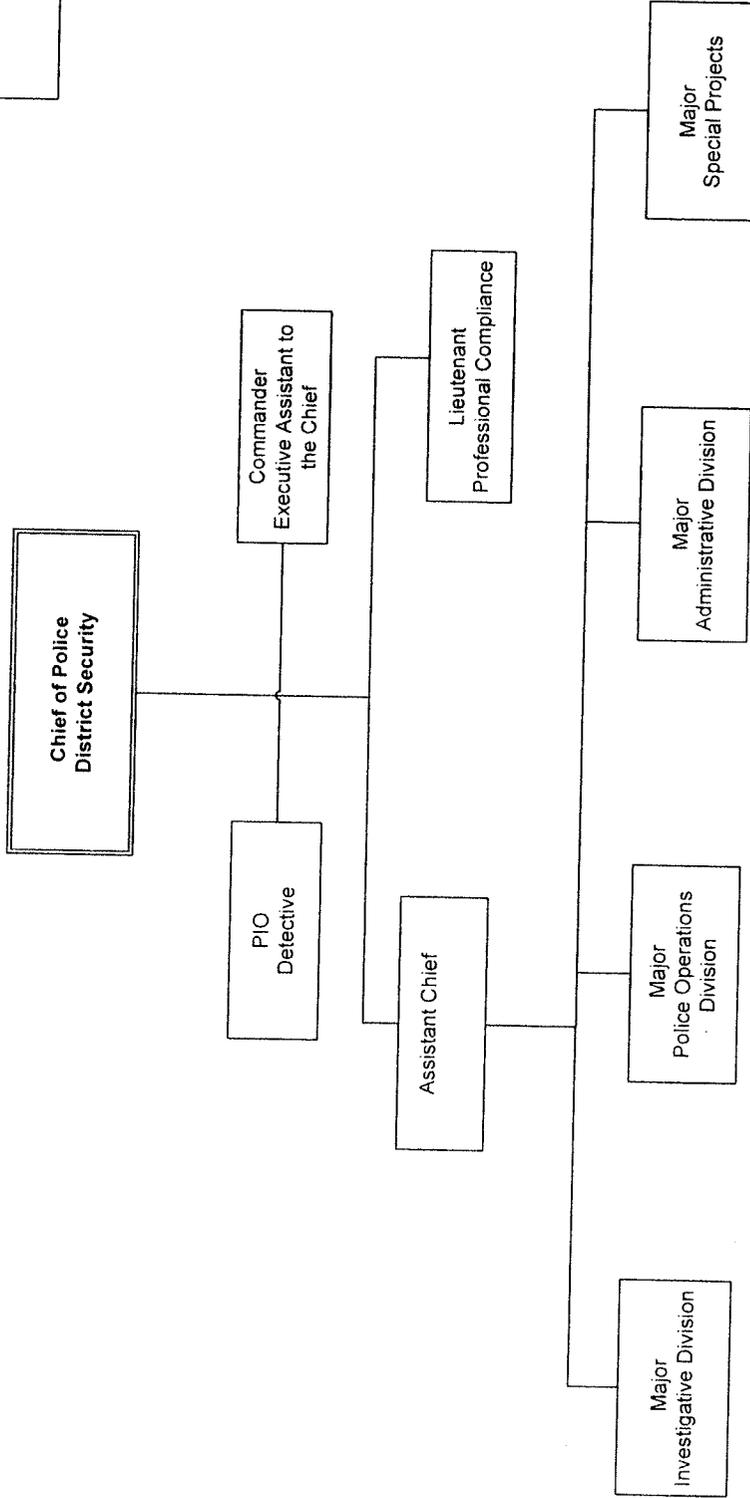 Chief of Police
District Security
PIO
Detective
Commander
Executive Assistant to
the Chief
Assistant Chief
Lieutenant
Professional Compliance
Major
Investigative Division
Major
Police Operations
Division
Major
Administrative Division
Major
Special Projects